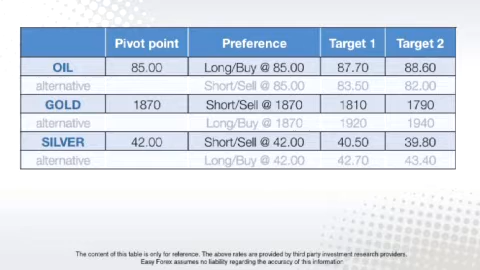 Pivot point Preference Target 1 Target 2
OIL 85.00 Long/Buy @ 85.00 87.70 88.60
alternative Short/Sell @ 85.00 83.50 82.00
GOLD 1870 Short/Sell @ 1870 1810 1790
alternative Long/Buy @ 1870 1920 1940
SILVER 42.00 Short/Sell @ 42.00 40.50 39.80
alternative Long/Buy @ 42.00 42.70 43.40
The content of this table is only for reference. The above rates are provided by third party investment research providers.
Easy Forex assumes no liability regarding the accuracy of this information